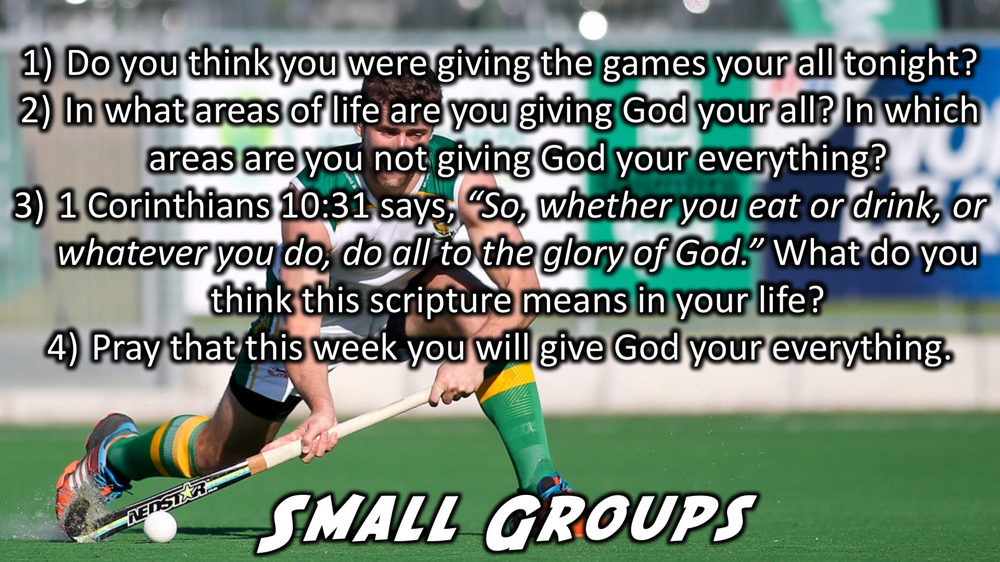 1) Do you think you were giving the games your all tonight?
2) In what areas of life are you giving God your all? In which
areas are you not giving God your everything?
3) 1 Corinthians 10:31 says, “So, whether you eat or drink, or
whatever you do, do all to the glory of God.” What do you
think this scripture means in your life?
4) Pray that this week you will give God your everything.
ELITE
NEDSTAR
SMALL GROUPS